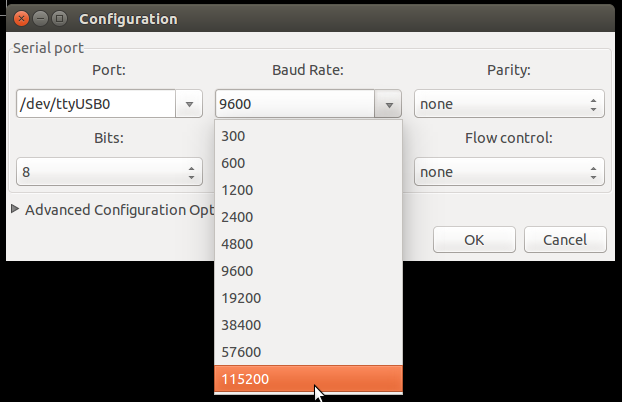 Configuration
Serial port
Port: Baud Rate: Parity:
/dev/ttyUSB0 9600 none
Bits: Flow control:
8 none
300
600
1200
2400
4800
9600
19200
38400
57600
115200
Advanced Configuration Opt
OK Cancel